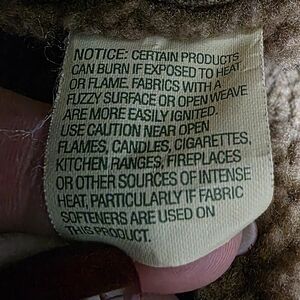 NOTICE: CERTAIN PRODUCTS
CAN BURN IF EXPOSED TO HEAT
OR FLAME. FABRICS WITH A
FUZZY SURFACE OR OPEN WEAVE
ARE MORE EASILY IGNITED.
USE CAUTION NEAR OPEN
FLAMES, CANDLES, CIGARETTES,
KITCHEN RANGES, FIREPLACES
OR OTHER SOURCES OF INTENSE
HEAT, PARTICULARLY IF FABRIC
SOFTENERS ARE USED ON
THIS PRODUCT.